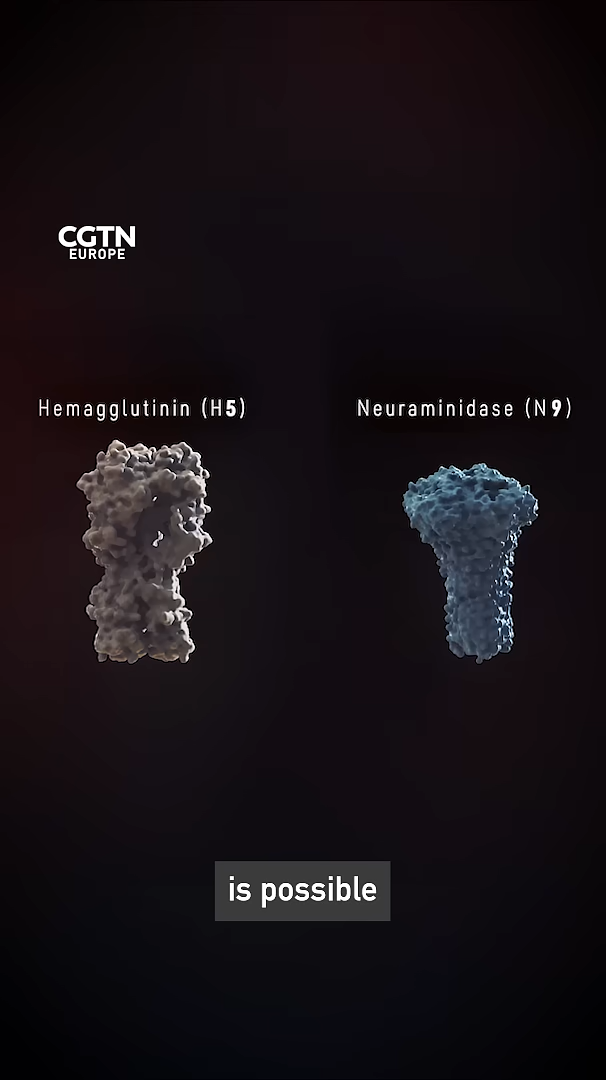 CGTN
EUROPE
Hemagglutinin (H5)
Neuraminidase (N9)
is possible